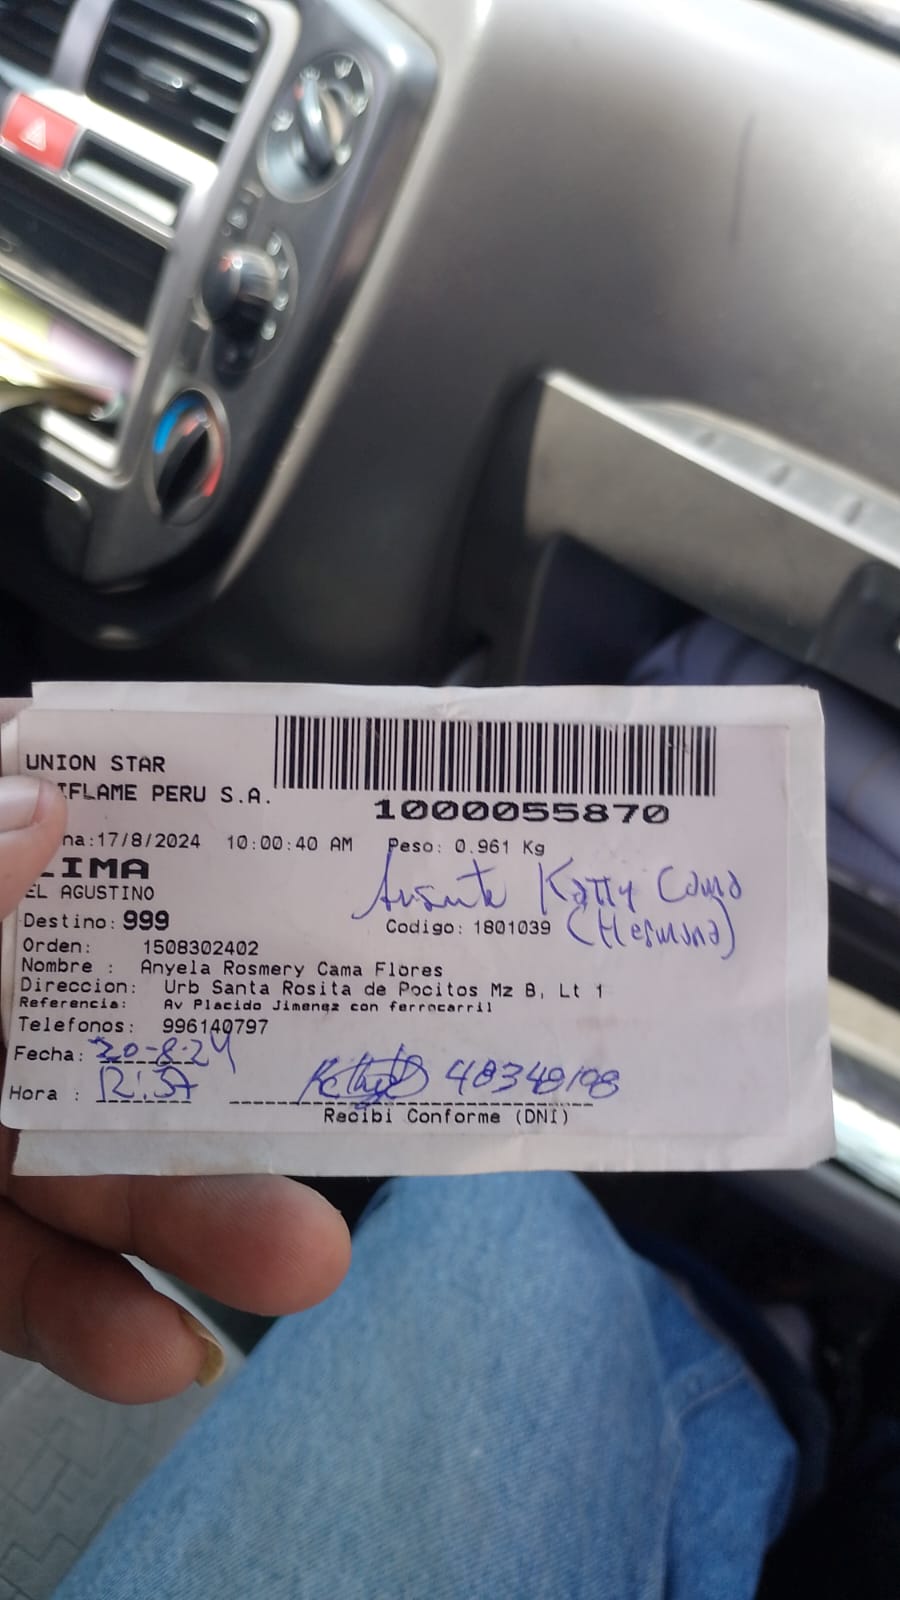 UNION STAR
IFLAME PERU S.A.
1000055870
na:17/8/2024 10:00:40 AM Peso: 0.961 Kg
LIMA
EL AGUSTINO
Katty Cama
Destino: 999 Codigo: 1801039 (Hermana)
Orden: 1508302402
Nombre : Anyela Rosmery Cama Flores
Direccion: Urb Santa Rosita de Pocitos Mz B, Lt 1
Referencia: Av Placido Jimenez con ferrocarril
Telefonos: 996140797
Fecha: 20-8-24
Hora : 48348198
Recibi Conforme (DNI)